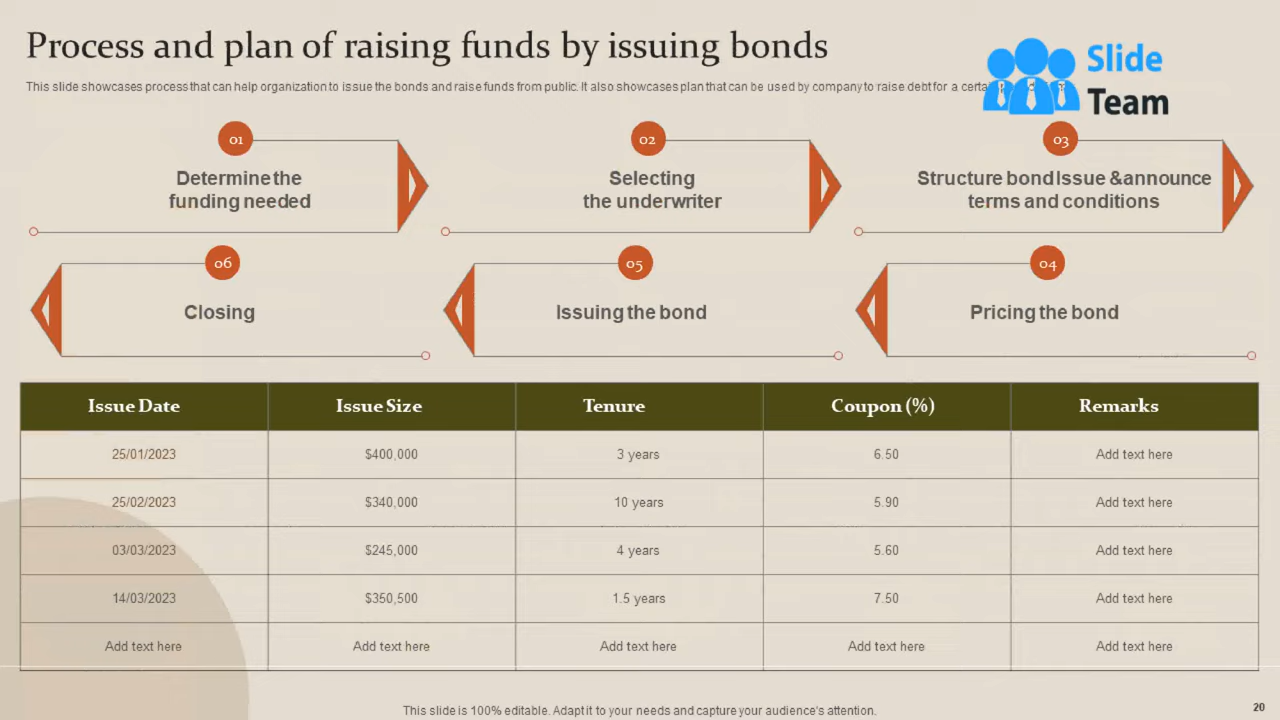 Process and plan of raising funds by issuing bonds
This slide showcases process that can help organization to issue the bonds and raise funds from public. It also showcases plan that can be used by company to raise debt for a
Slide
Team
01
02
03
Determine the
funding needed
Selecting
the underwriter
Structure bond Issue & announce
terms and conditions
06
05
04
Closing
Issuing the bond
Pricing the bond
Issue Date Issue Size Tenure Coupon (%) Remarks
25/01/2023 $400,000 3 years 6.50 Add text here
25/02/2023 $340,000 10 years 5.90 Add text here
03/03/2023 $245,000 4 years 5.60 Add text here
14/03/2023 $350,500 1.5 years 7.50 Add text here
Add text here Add text here Add text here Add text here Add text here
This slide is 100% editable. Adapt it to your needs and capture your audience's attention.
20